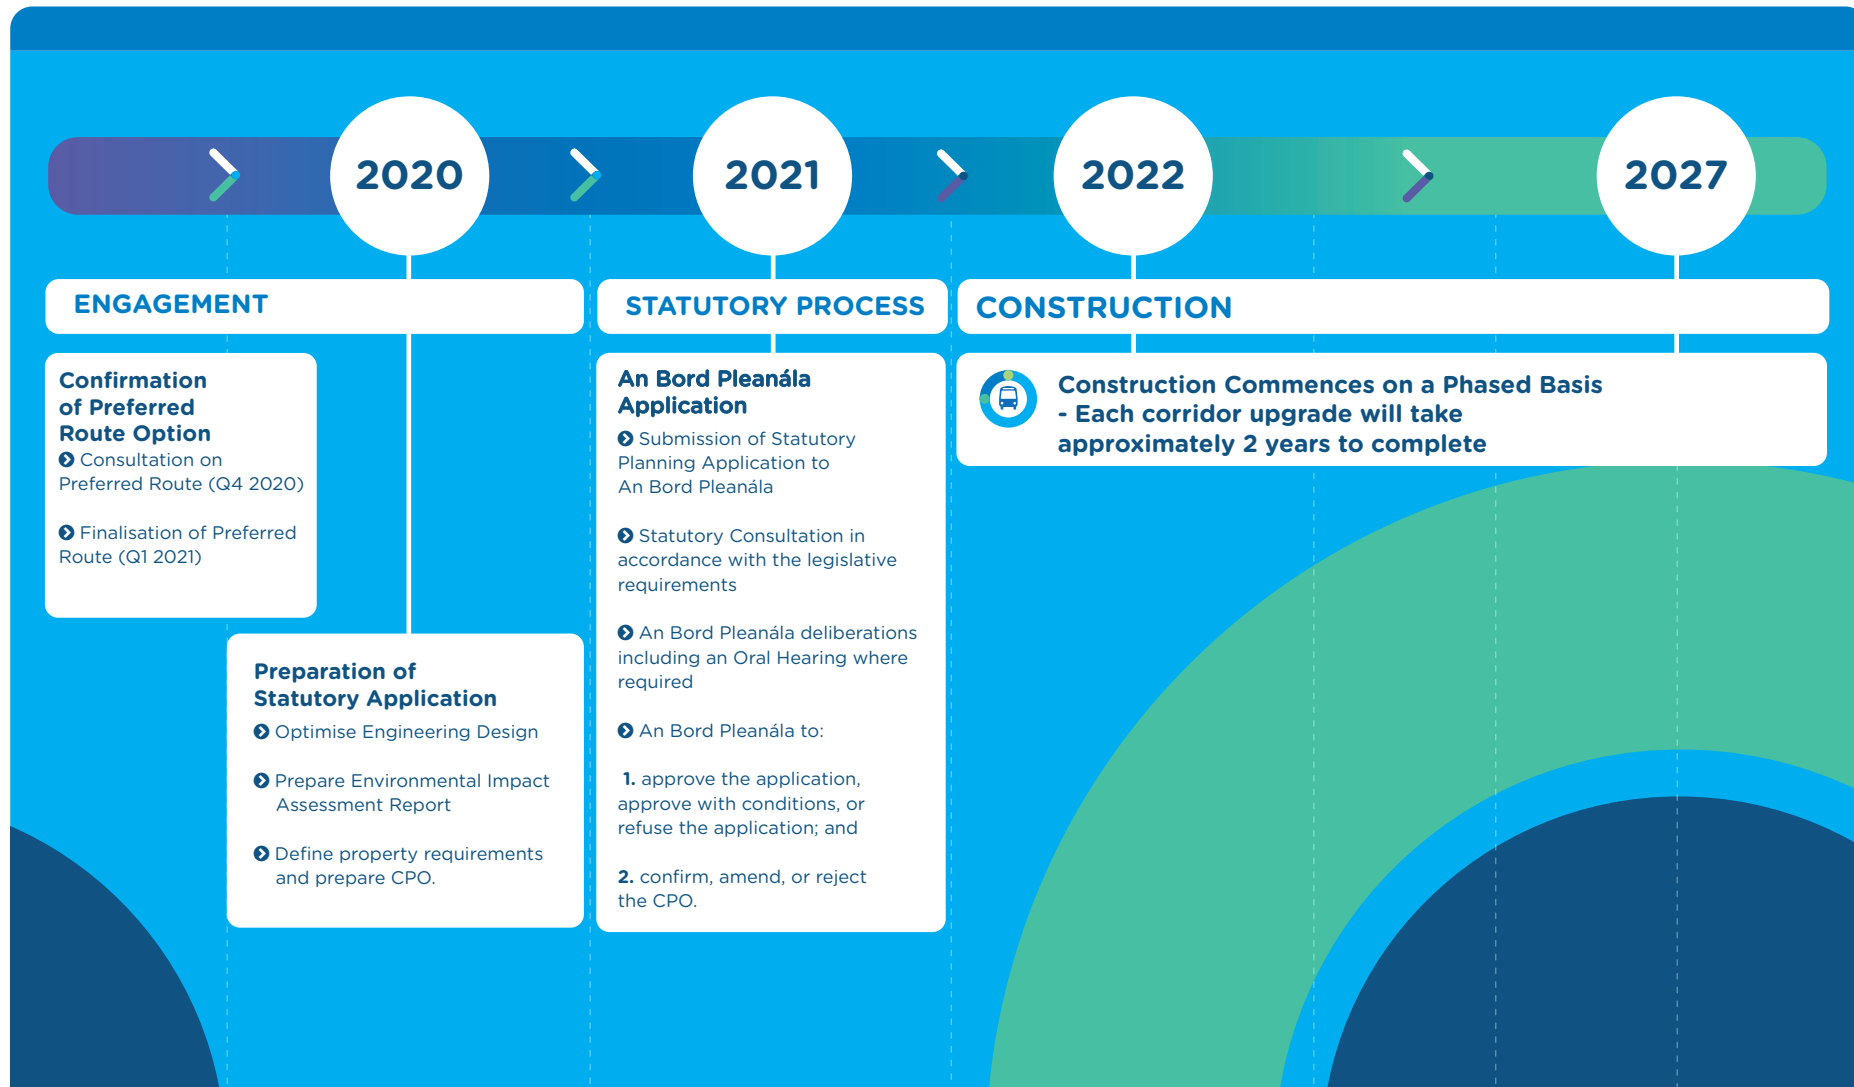 2020
2021
2022
2027
ENGAGEMENT
STATUTORY PROCESS
CONSTRUCTION
Confirmation
of Preferred
Route Option
Consultation on
Preferred Route (Q4 2020)
Finalisation of Preferred
Route (Q1 2021)
Preparation of
Statutory Application
Optimise Engineering Design
Prepare Environmental Impact
Assessment Report
Define property requirements
and prepare CPO.
An Bord Pleanála
Application
Submission of Statutory
Planning Application to
An Bord Pleanála
Statutory Consultation in
accordance with the legislative
requirements
An Bord Pleanála deliberations
including an Oral Hearing where
required
An Bord Pleanála to:
1. approve the application,
approve with conditions, or
refuse the application; and
2. confirm, amend, or reject
the CPO.
Construction Commences on a Phased Basis
- Each corridor upgrade will take
approximately 2 years to complete